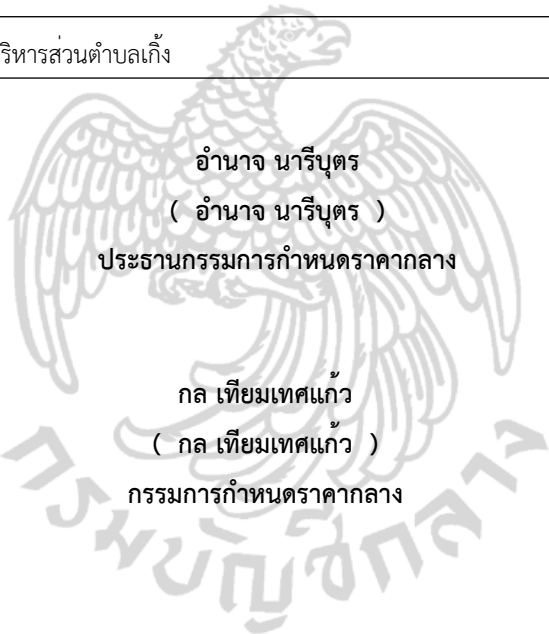 ริหารส่วนตำบลเกิ้ง
อำนาจ นารีบุตร
( อำนาจ นารีบุตร )
ประธานกรรมการกำหนดราคากลาง
กล เทียมเทศแก้ว
( กล เทียมเทศแก้ว )
กรรมการกำหนดราคากลาง
กรมบัญชีกลาง